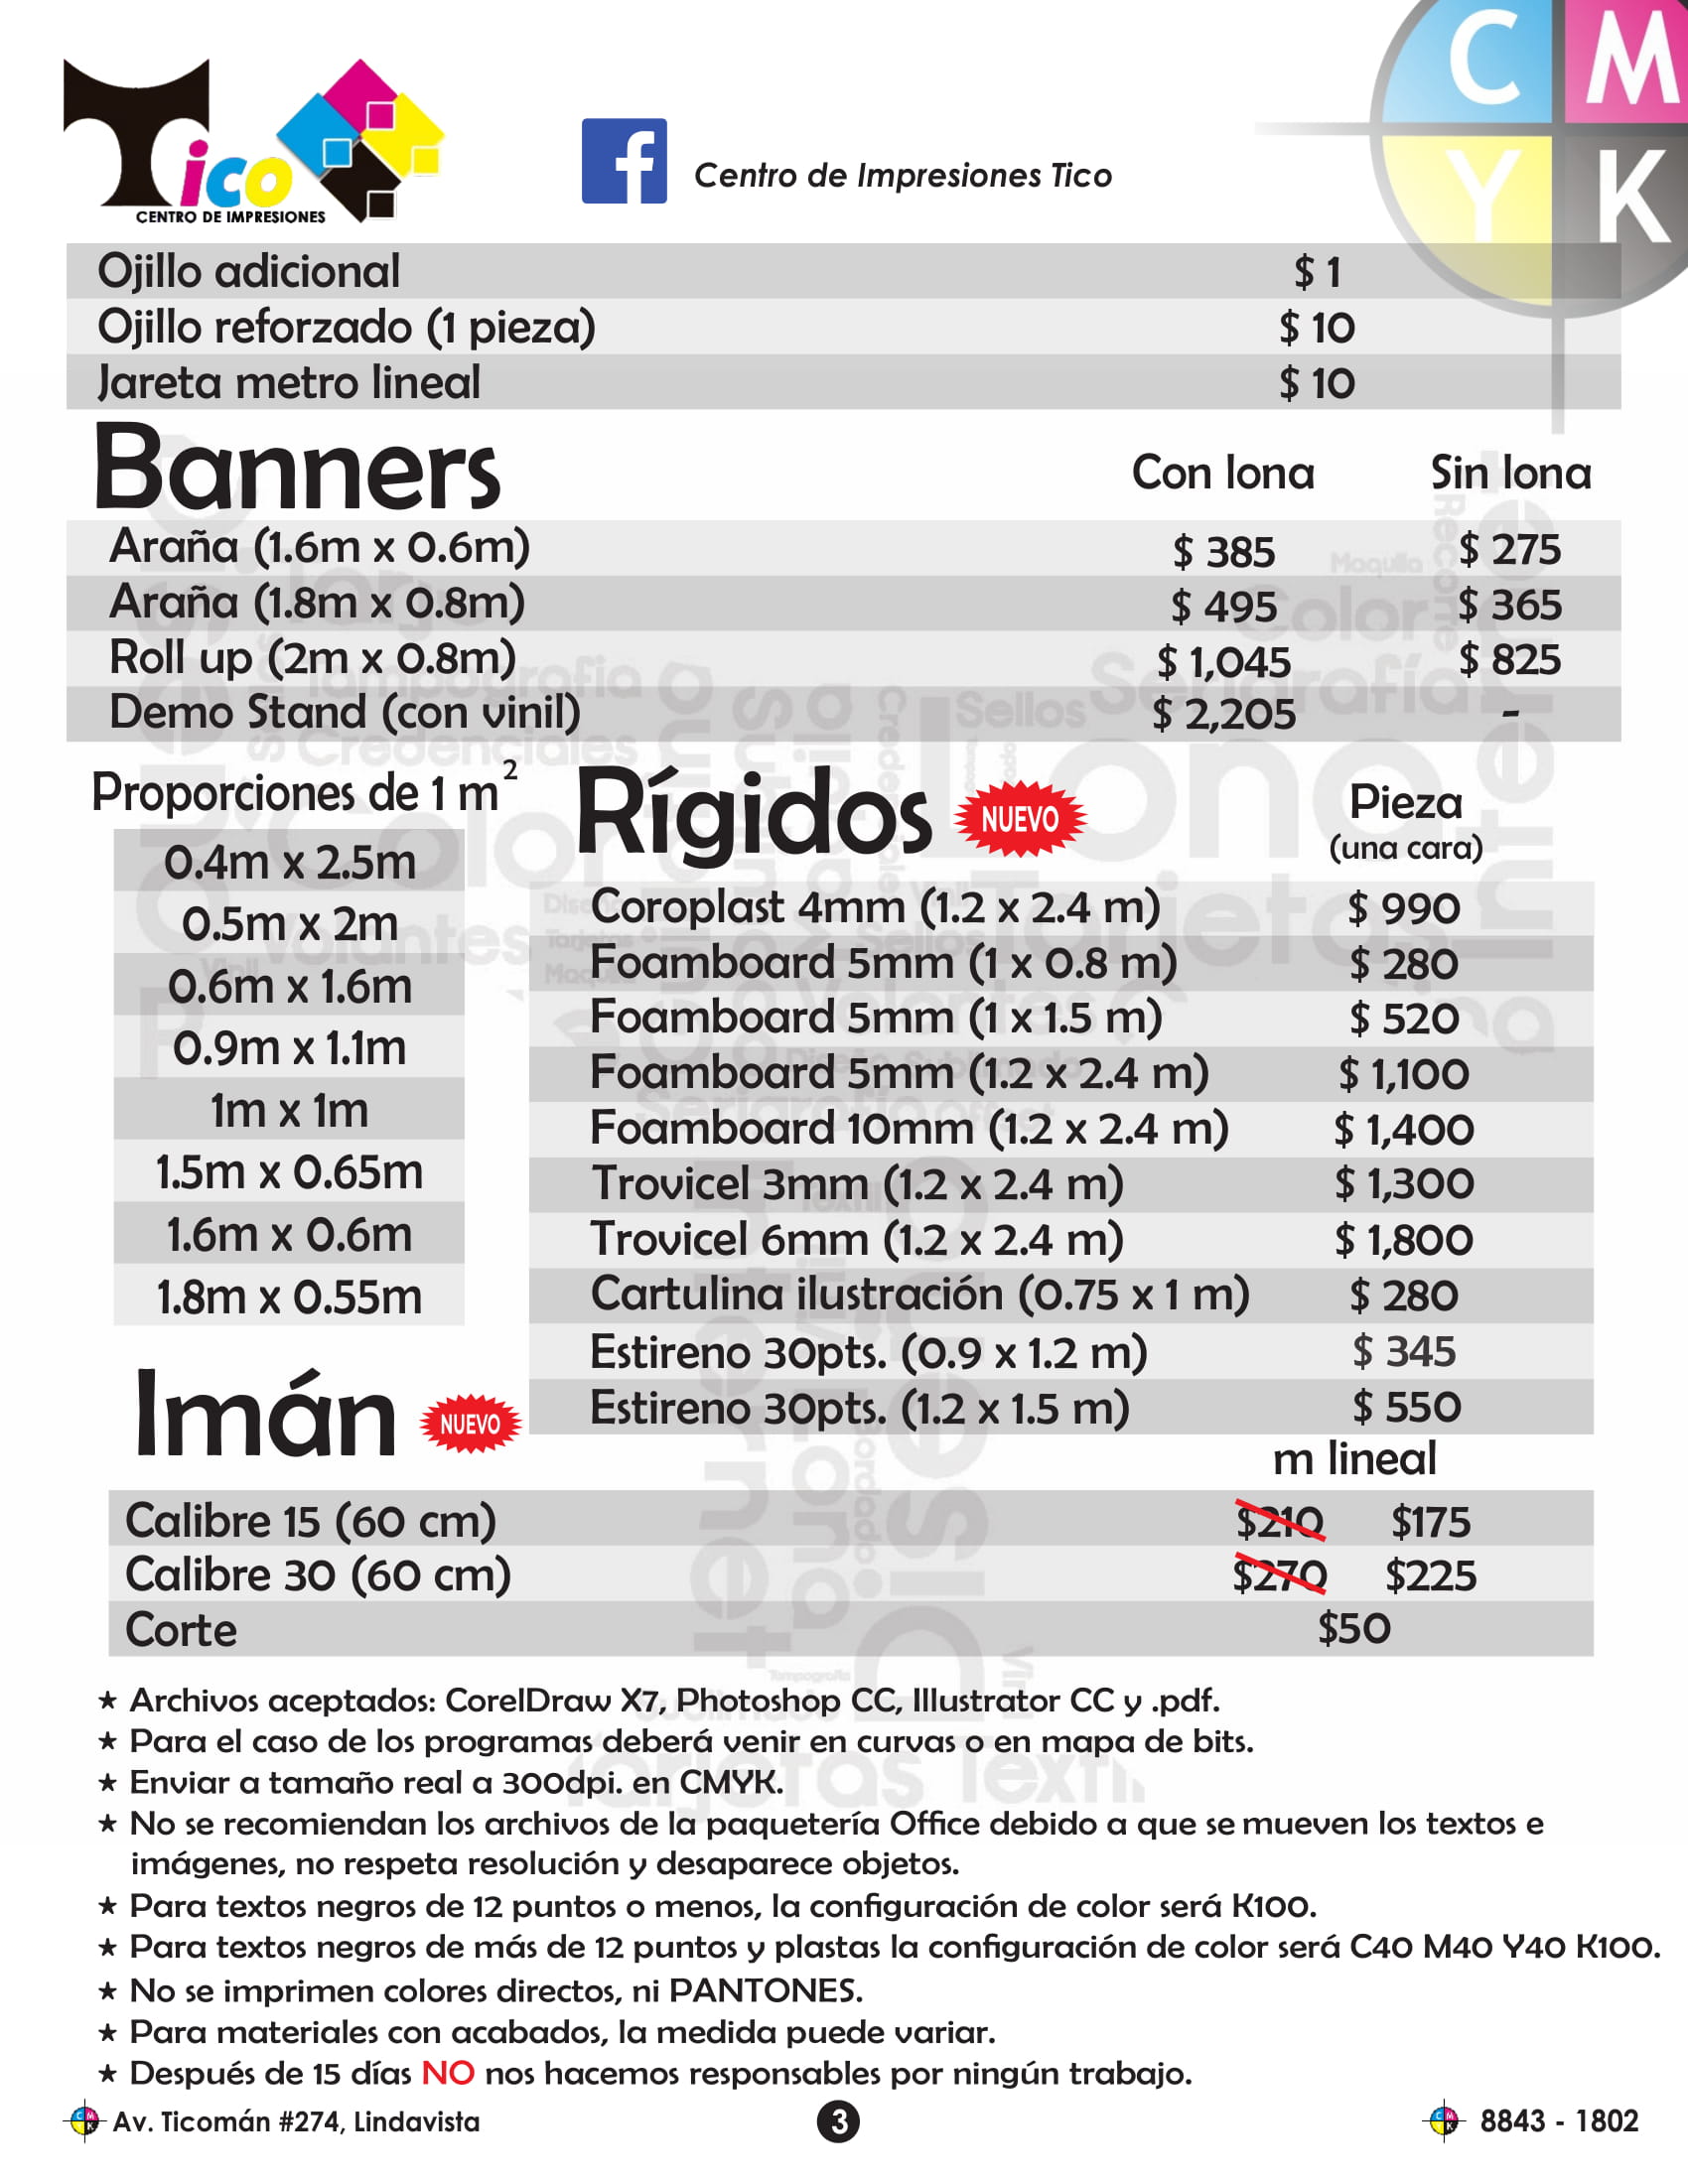 Tico
CENTRO DE IMPRESIONES
f
Centro de Impresiones Tico
C M
Y K
Ojillo adicional $ 1
Ojillo reforzado (1 pieza) $ 10
Jareta metro lineal $ 10
Banners Con lona Sin lona
Araña (1.6m x 0.6m) $ 385 $ 275
Araña (1.8m x 0.8m) $ 495 $ 365
Roll up (2m x 0.8m) $ 1,045 $ 825
Demo Stand (con vinil) $ 2,205 -
Proporciones de 1 m²
0.4m x 2.5m
0.5m x 2m
0.6m x 1.6m
0.9m x 1.1m
1m x 1m
1.5m x 0.65m
1.6m x 0.6m
1.8m x 0.55m
Rígidos NUEVO Pieza
(una cara)
Coroplast 4mm (1.2 x 2.4 m) $ 990
Foamboard 5mm (1 x 0.8 m) $ 280
Foamboard 5mm (1 x 1.5 m) $ 520
Foamboard 5mm (1.2 x 2.4 m) $ 1,100
Foamboard 10mm (1.2 x 2.4 m) $ 1,400
Trovicel 3mm (1.2 x 2.4 m) $ 1,300
Trovicel 6mm (1.2 x 2.4 m) $ 1,800
Cartulina ilustración (0.75 x 1 m) $ 280
Estireno 30pts. (0.9 x 1.2 m) $ 345
Estireno 30pts. (1.2 x 1.5 m) $ 550
Imán NUEVO m lineal
Calibre 15 (60 cm) $210 $175
Calibre 30 (60 cm) $270 $225
Corte $50
★ Archivos aceptados: CorelDraw X7, Photoshop CC, Illustrator CC y .pdf.
★ Para el caso de los programas deberá venir en curvas o en mapa de bits.
★ Enviar a tamaño real a 300dpi. en CMYK.
★ No se recomiendan los archivos de la paquetería Office debido a que se mueven los textos e
imágenes, no respeta resolución y desaparece objetos.
★ Para textos negros de 12 puntos o menos, la configuración de color será K100.
★ Para textos negros de más de 12 puntos y plastas la configuración de color será C40 M40 Y40 K100.
★ No se imprimen colores directos, ni PANTONES.
★ Para materiales con acabados, la medida puede variar.
★ Después de 15 días NO nos hacemos responsables por ningún trabajo.
Av. Ticomán #274, Lindavista 3 8843 - 1802